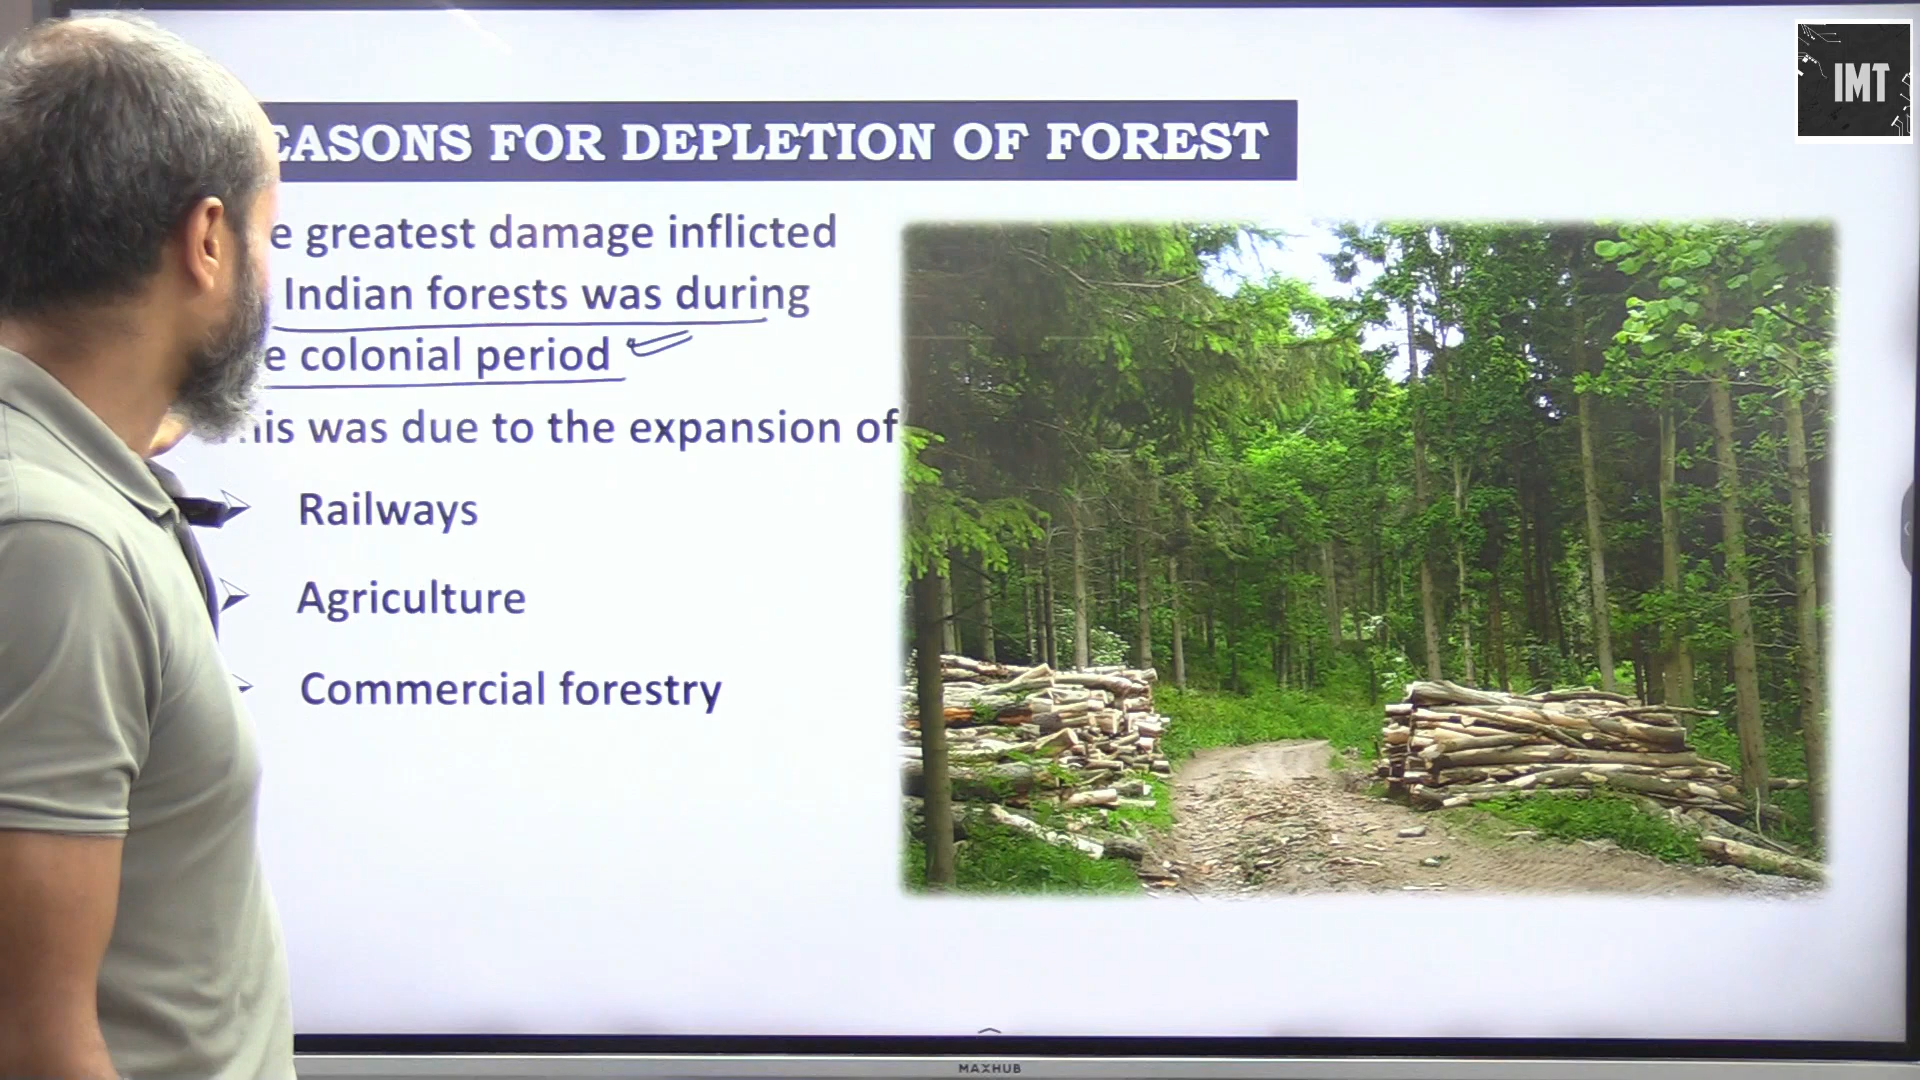 EASONS FOR DEPLETION OF FOREST
e greatest damage inflicted
Indian forests was during
e colonial period
his was due to the expansion of
Railways
Agriculture
Commercial forestry
IMT
MAXHUB